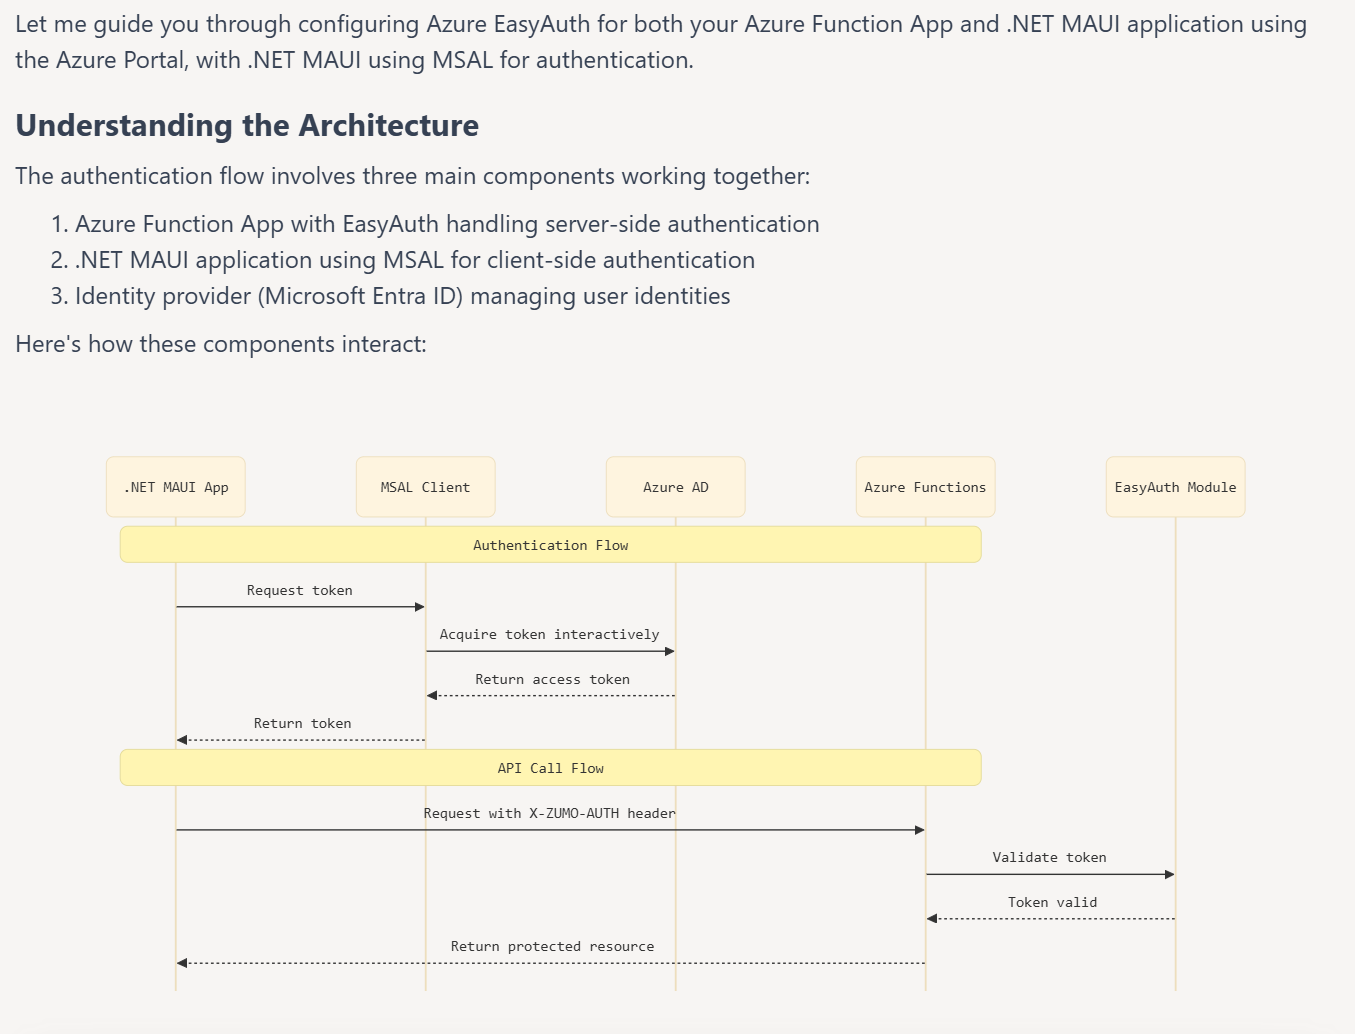 Let me guide you through configuring Azure EasyAuth for both your Azure Function App and .NET MAUI application using
the Azure Portal, with .NET MAUI using MSAL for authentication.
Understanding the Architecture
The authentication flow involves three main components working together:
1. Azure Function App with EasyAuth handling server-side authentication
2. .NET MAUI application using MSAL for client-side authentication
3. Identity provider (Microsoft Entra ID) managing user identities
Here's how these components interact:
.NET MAUI App
MSAL Client
Azure AD
Azure Functions
EasyAuth Module
Authentication Flow
Request token
Acquire token interactively
Return access token
Return token
API Call Flow
Request with X-ZUMO-AUTH header
Validate token
Token valid
Return protected resource